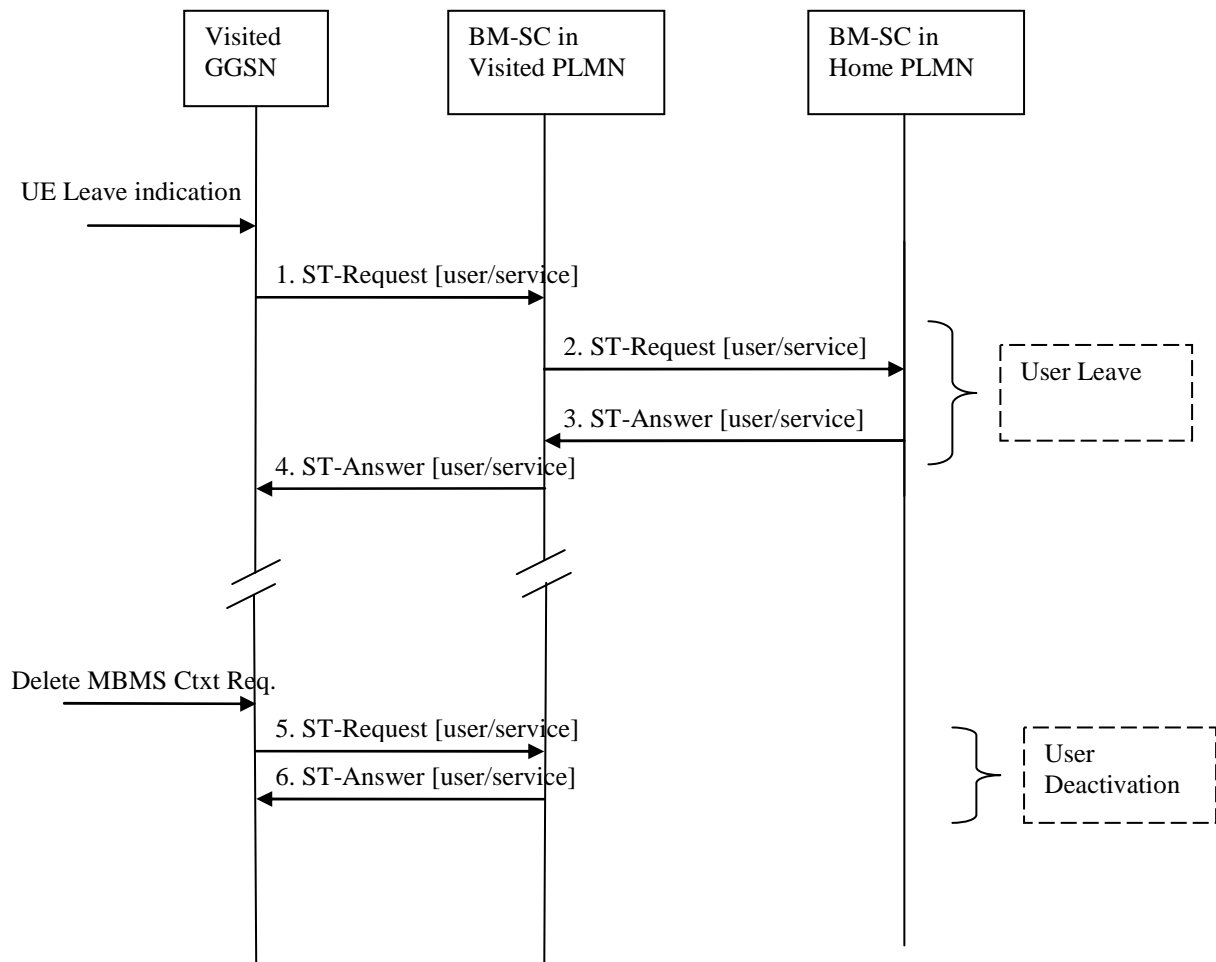 Visited
GGSN
BM-SC in
Visited PLMN
BM-SC in
Home PLMN
UE Leave indication
1. ST-Request [user/service]
2. ST-Request [user/service]
User Leave
3. ST-Answer [user/service]
4. ST-Answer [user/service]
Delete MBMS Ctxt Req.
5. ST-Request [user/service]
6. ST-Answer [user/service]
User
Deactivation